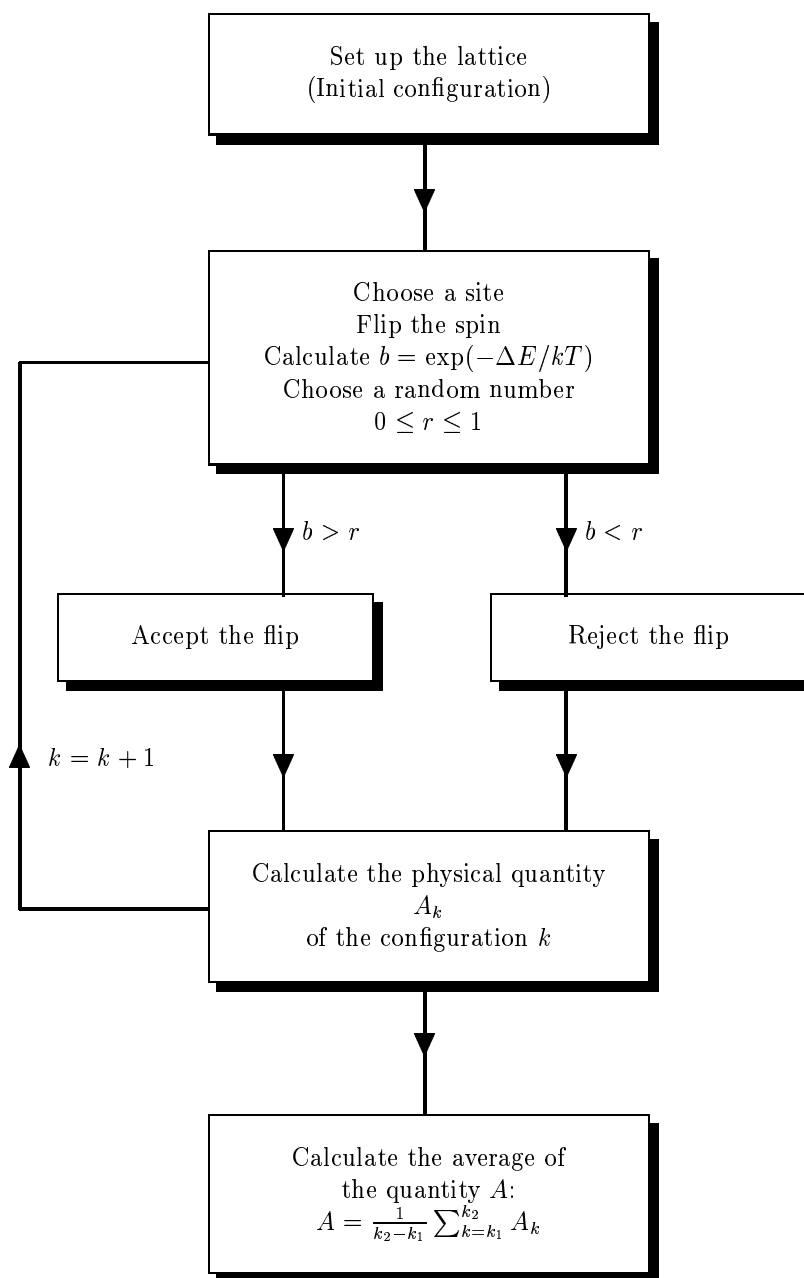 Set up the lattice
(Initial configuration)
Choose a site
Flip the spin
Calculate b = exp(−ΔE/kT)
Choose a random number
0 ≤ r ≤ 1
b > r
b < r
Accept the flip
Reject the flip
k = k + 1
Calculate the physical quantity
A_k
of the configuration k
Calculate the average of
the quantity A:
A = \frac{1}{k_2−k_1} \sum_{k=k_1}^{k_2} A_k